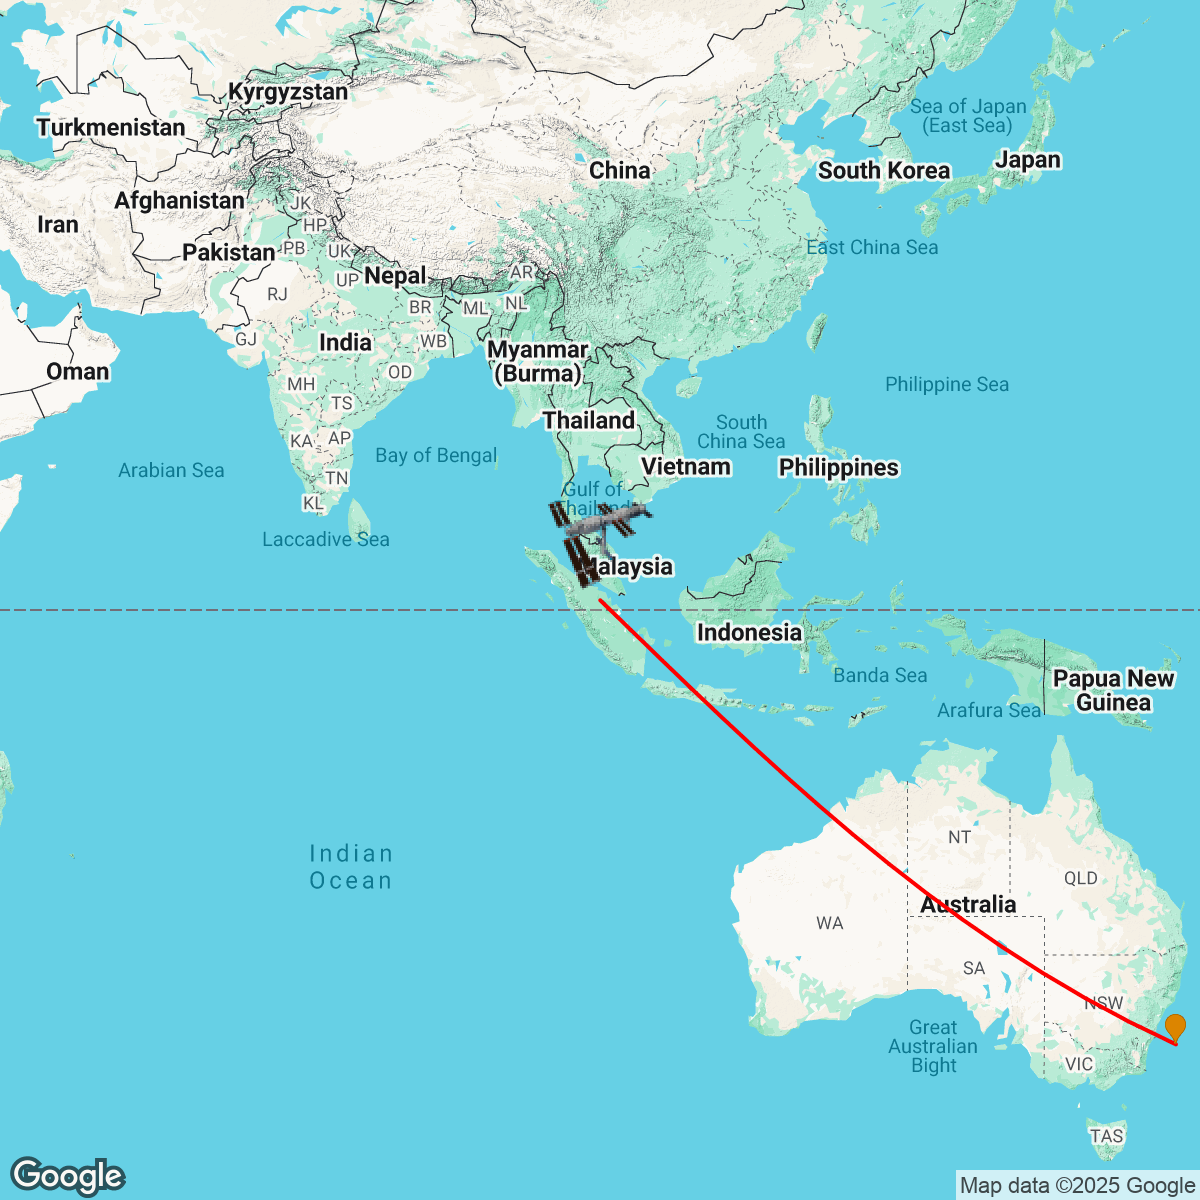 Kyrgyzstan
Sea of Japan
(East Sea)
Turkmenistan
China
South Korea
Japan
Afghanistan
JK
Iran
HP
Pakistan
PB
UK
East China Sea
Nepal
AR
UP
RJ
BR
ML
NL
GJ
India
WB
Myanmar
(Burma)
Oman
OD
MH
Philippine Sea
TS
Thailand
South
China Sea
KA
AP
Bay of Bengal
Arabian Sea
Vietnam
Philippines
TN
Gulf of
Thailand
KL
Laccadive Sea
Malaysia
Indonesia
Banda Sea
Papua New
Guinea
Arafura Sea
NT
Indian
Ocean
QLD
Australia
WA
SA
NSW
Great
Australian
Bight
VIC
TAS
Google
Map data ©2025 Google